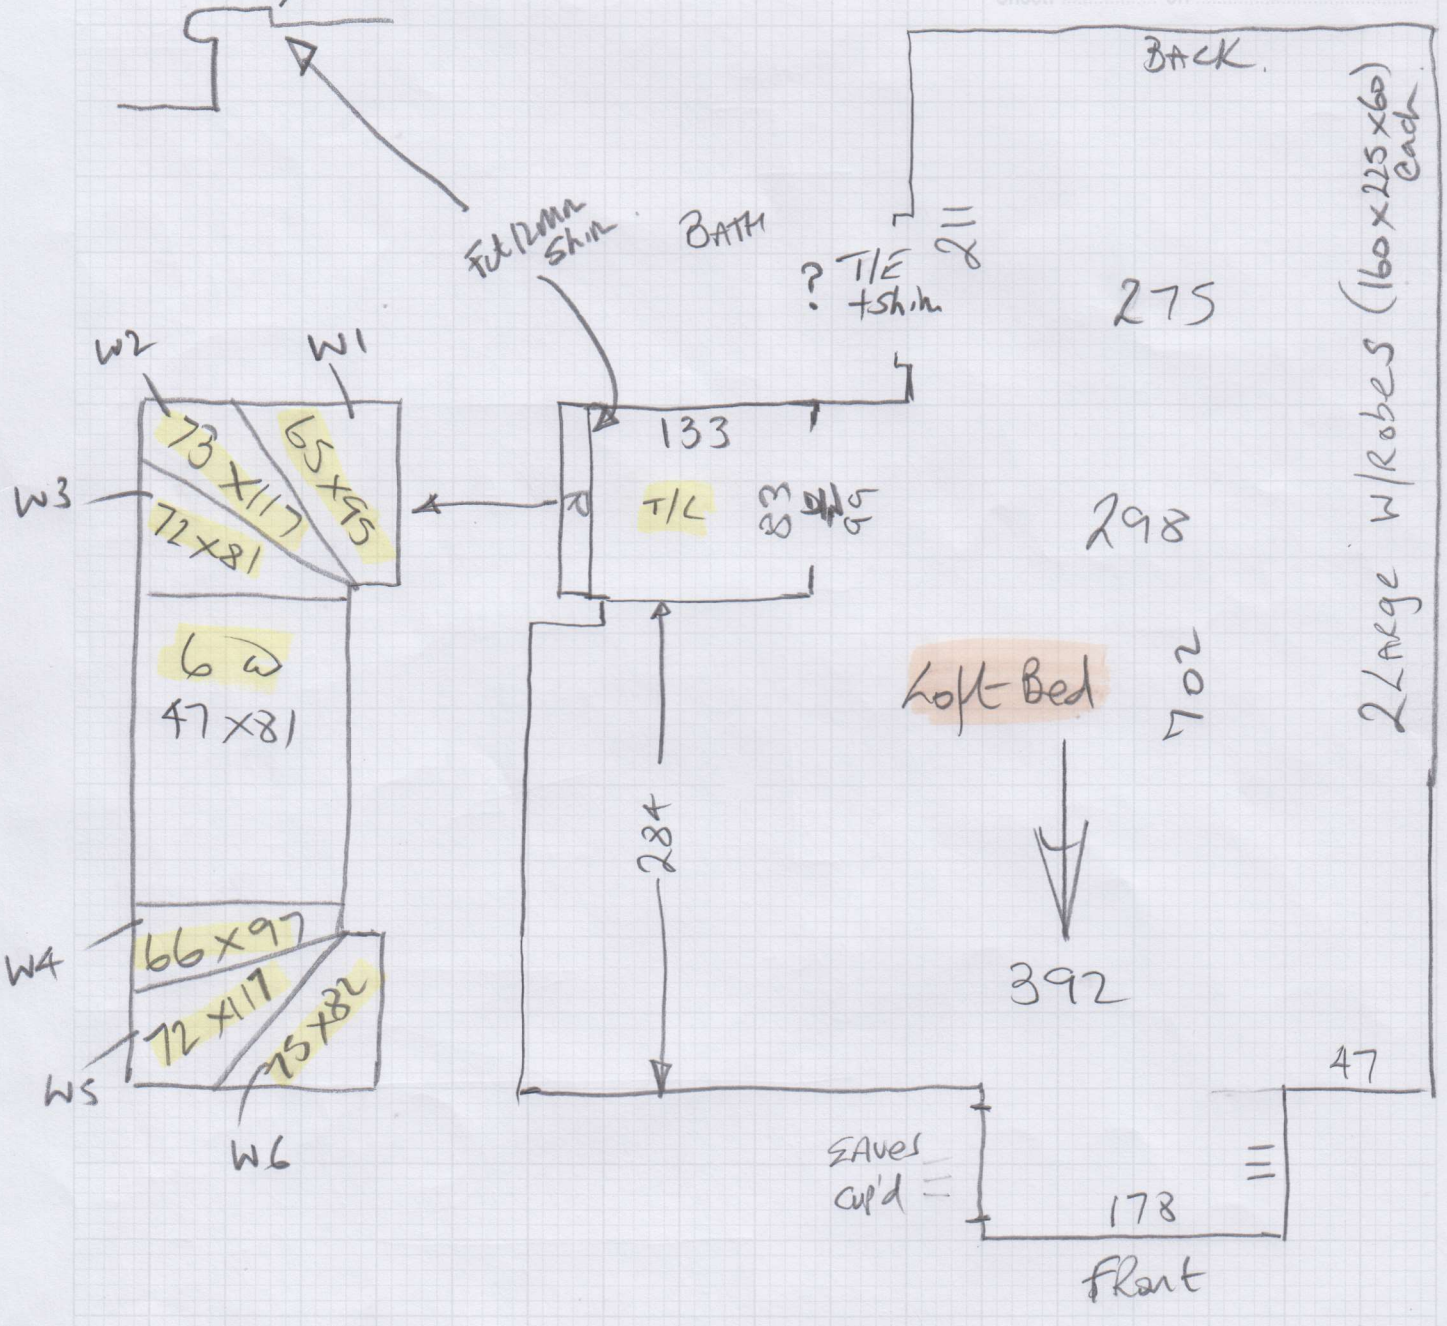 BACK.
2 Large W/Robes (160 x 225 x 60) each
Fit 12mm
Shim
BATH
? T/E
+Shim
211
275
W2
W1
73 x 117
65 x 95
133
W3
72 x 81
R
T/L
83
298
6 W
47 x 81
Loft-Bed
702
284
W4
66 x 97
392
72 x 117
75 x 82
W5
47
W6
EAves
Cup'd
178
FRont